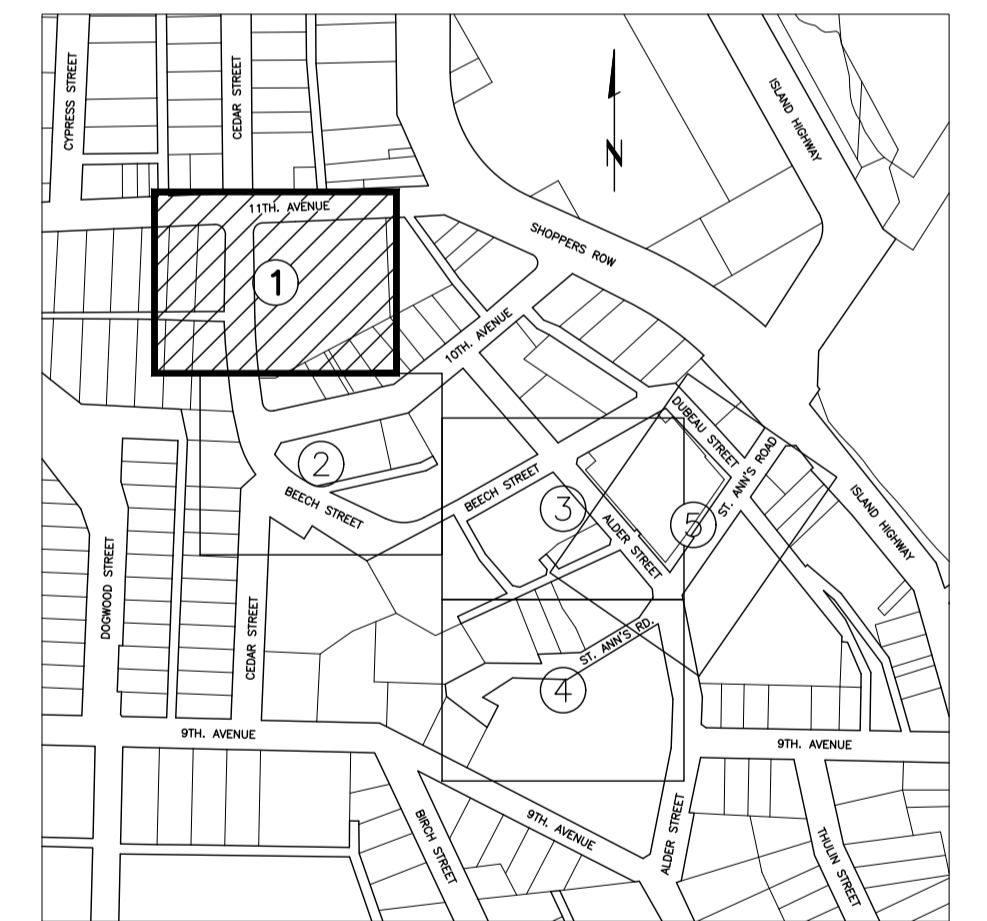 CYPRESS STREET
CEDAR STREET
ISLAND HIGHWAY
N
11TH. AVENUE
SHOPPERS ROW
1
10TH. AVENUE
DUBEAU STREET
ST. ANN'S ROAD
2
BEECH STREET
BEECH STREET
3
ALDER STREET
5
ISLAND HIGHWAY
DOGWOOD STREET
CEDAR STREET
ST. ANN'S RD.
4
9TH. AVENUE
9TH. AVENUE
BIRCH STREET
9TH. AVENUE
ALDER STREET
THULIN STREET